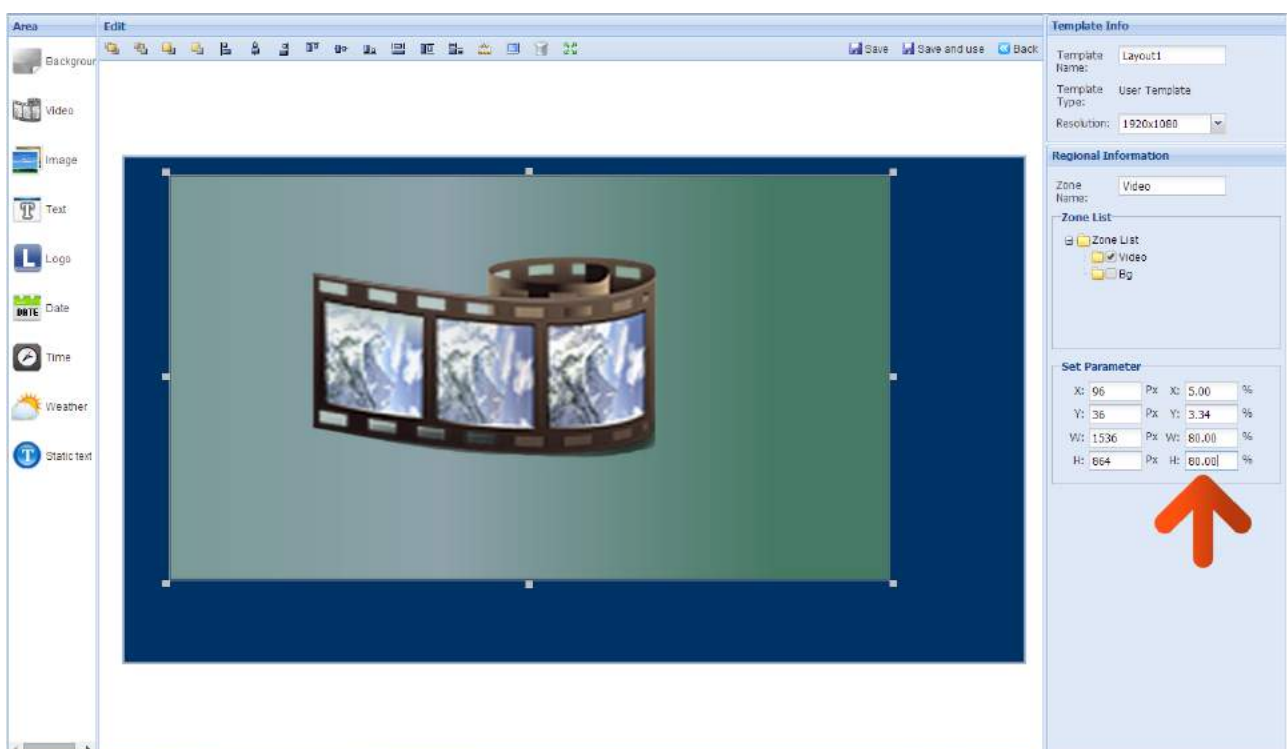 Area
Edit
Template Info
Backgrour
Video
Image
Text
Logo
DATE Date
Time
Weather
Static text
Save Save and use Back
Template Name: Layout1
Template Type: User Template
Resolution: 1920x1080
Regional Information
Zone Name: Video
Zone List
Zone List
Video
Bg
Set Parameter
X: 96 Px X: 5.00 %
Y: 36 Px Y: 3.34 %
W: 1536 Px W: 80.00 %
H: 864 Px H: 80.00 %